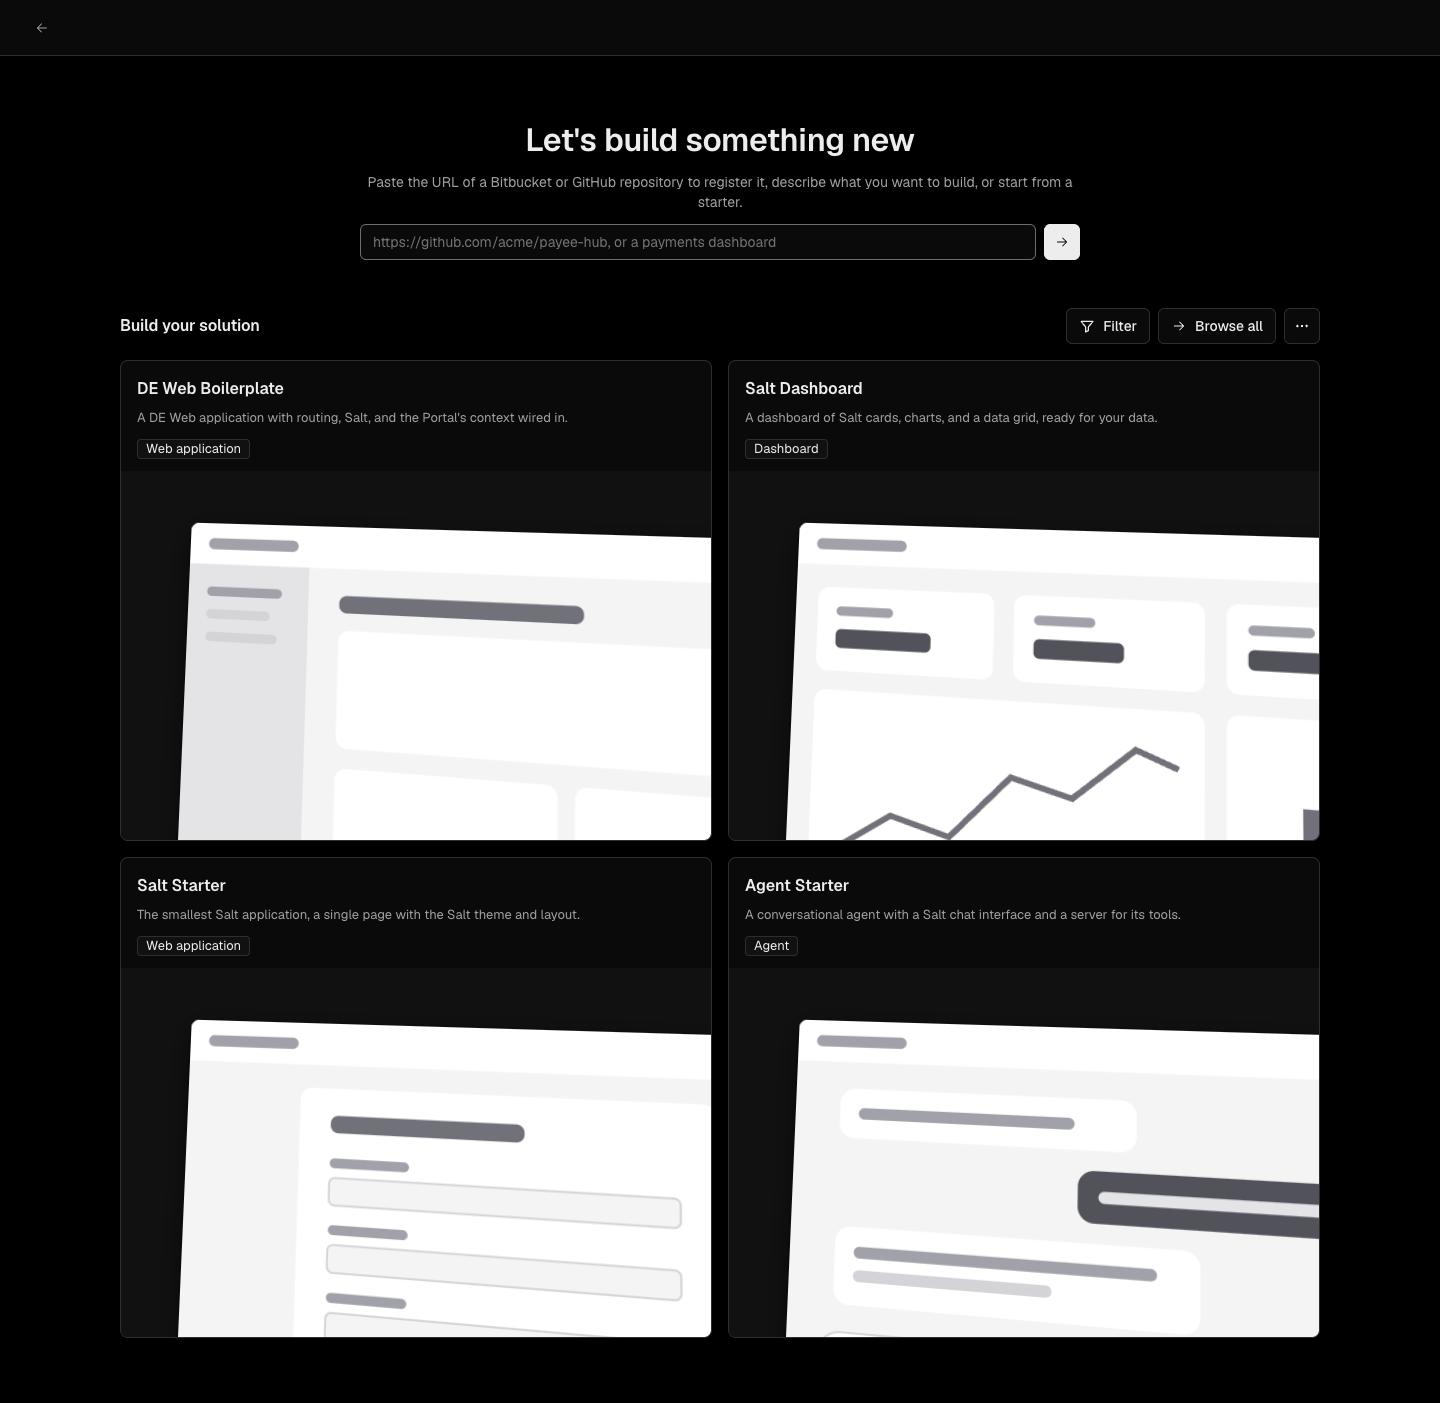 Let's build something new
Paste the URL of a Bitbucket or GitHub repository to register it, describe what you want to build, or start from a
starter.
https://github.com/acme/payee-hub, or a payments dashboard
Build your solution
Filter
Browse all
DE Web Boilerplate
A DE Web application with routing, Salt, and the Portal's context wired in.
Web application
Salt Dashboard
A dashboard of Salt cards, charts, and a data grid, ready for your data.
Dashboard
Salt Starter
The smallest Salt application, a single page with the Salt theme and layout.
Web application
Agent Starter
A conversational agent with a Salt chat interface and a server for its tools.
Agent